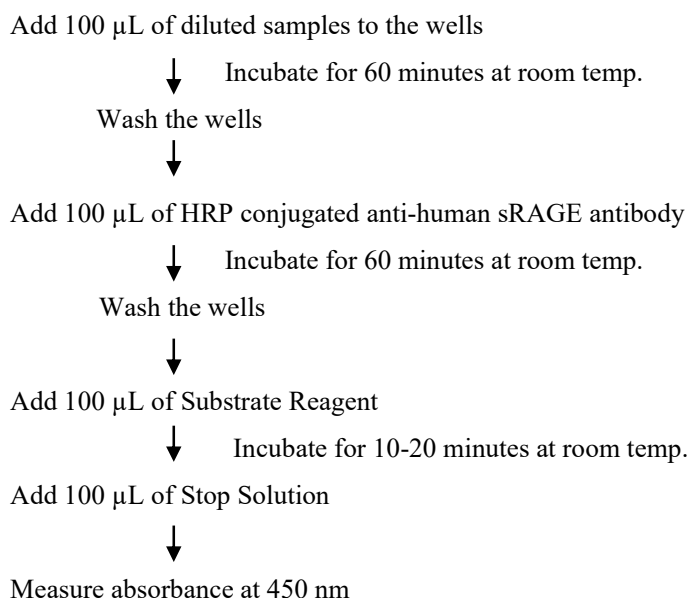 Add 100 µL of diluted samples to the wells
Incubate for 60 minutes at room temp.
Wash the wells
Add 100 µL of HRP conjugated anti-human sRAGE antibody
Incubate for 60 minutes at room temp.
Wash the wells
Add 100 µL of Substrate Reagent
Incubate for 10-20 minutes at room temp.
Add 100 µL of Stop Solution
Measure absorbance at 450 nm